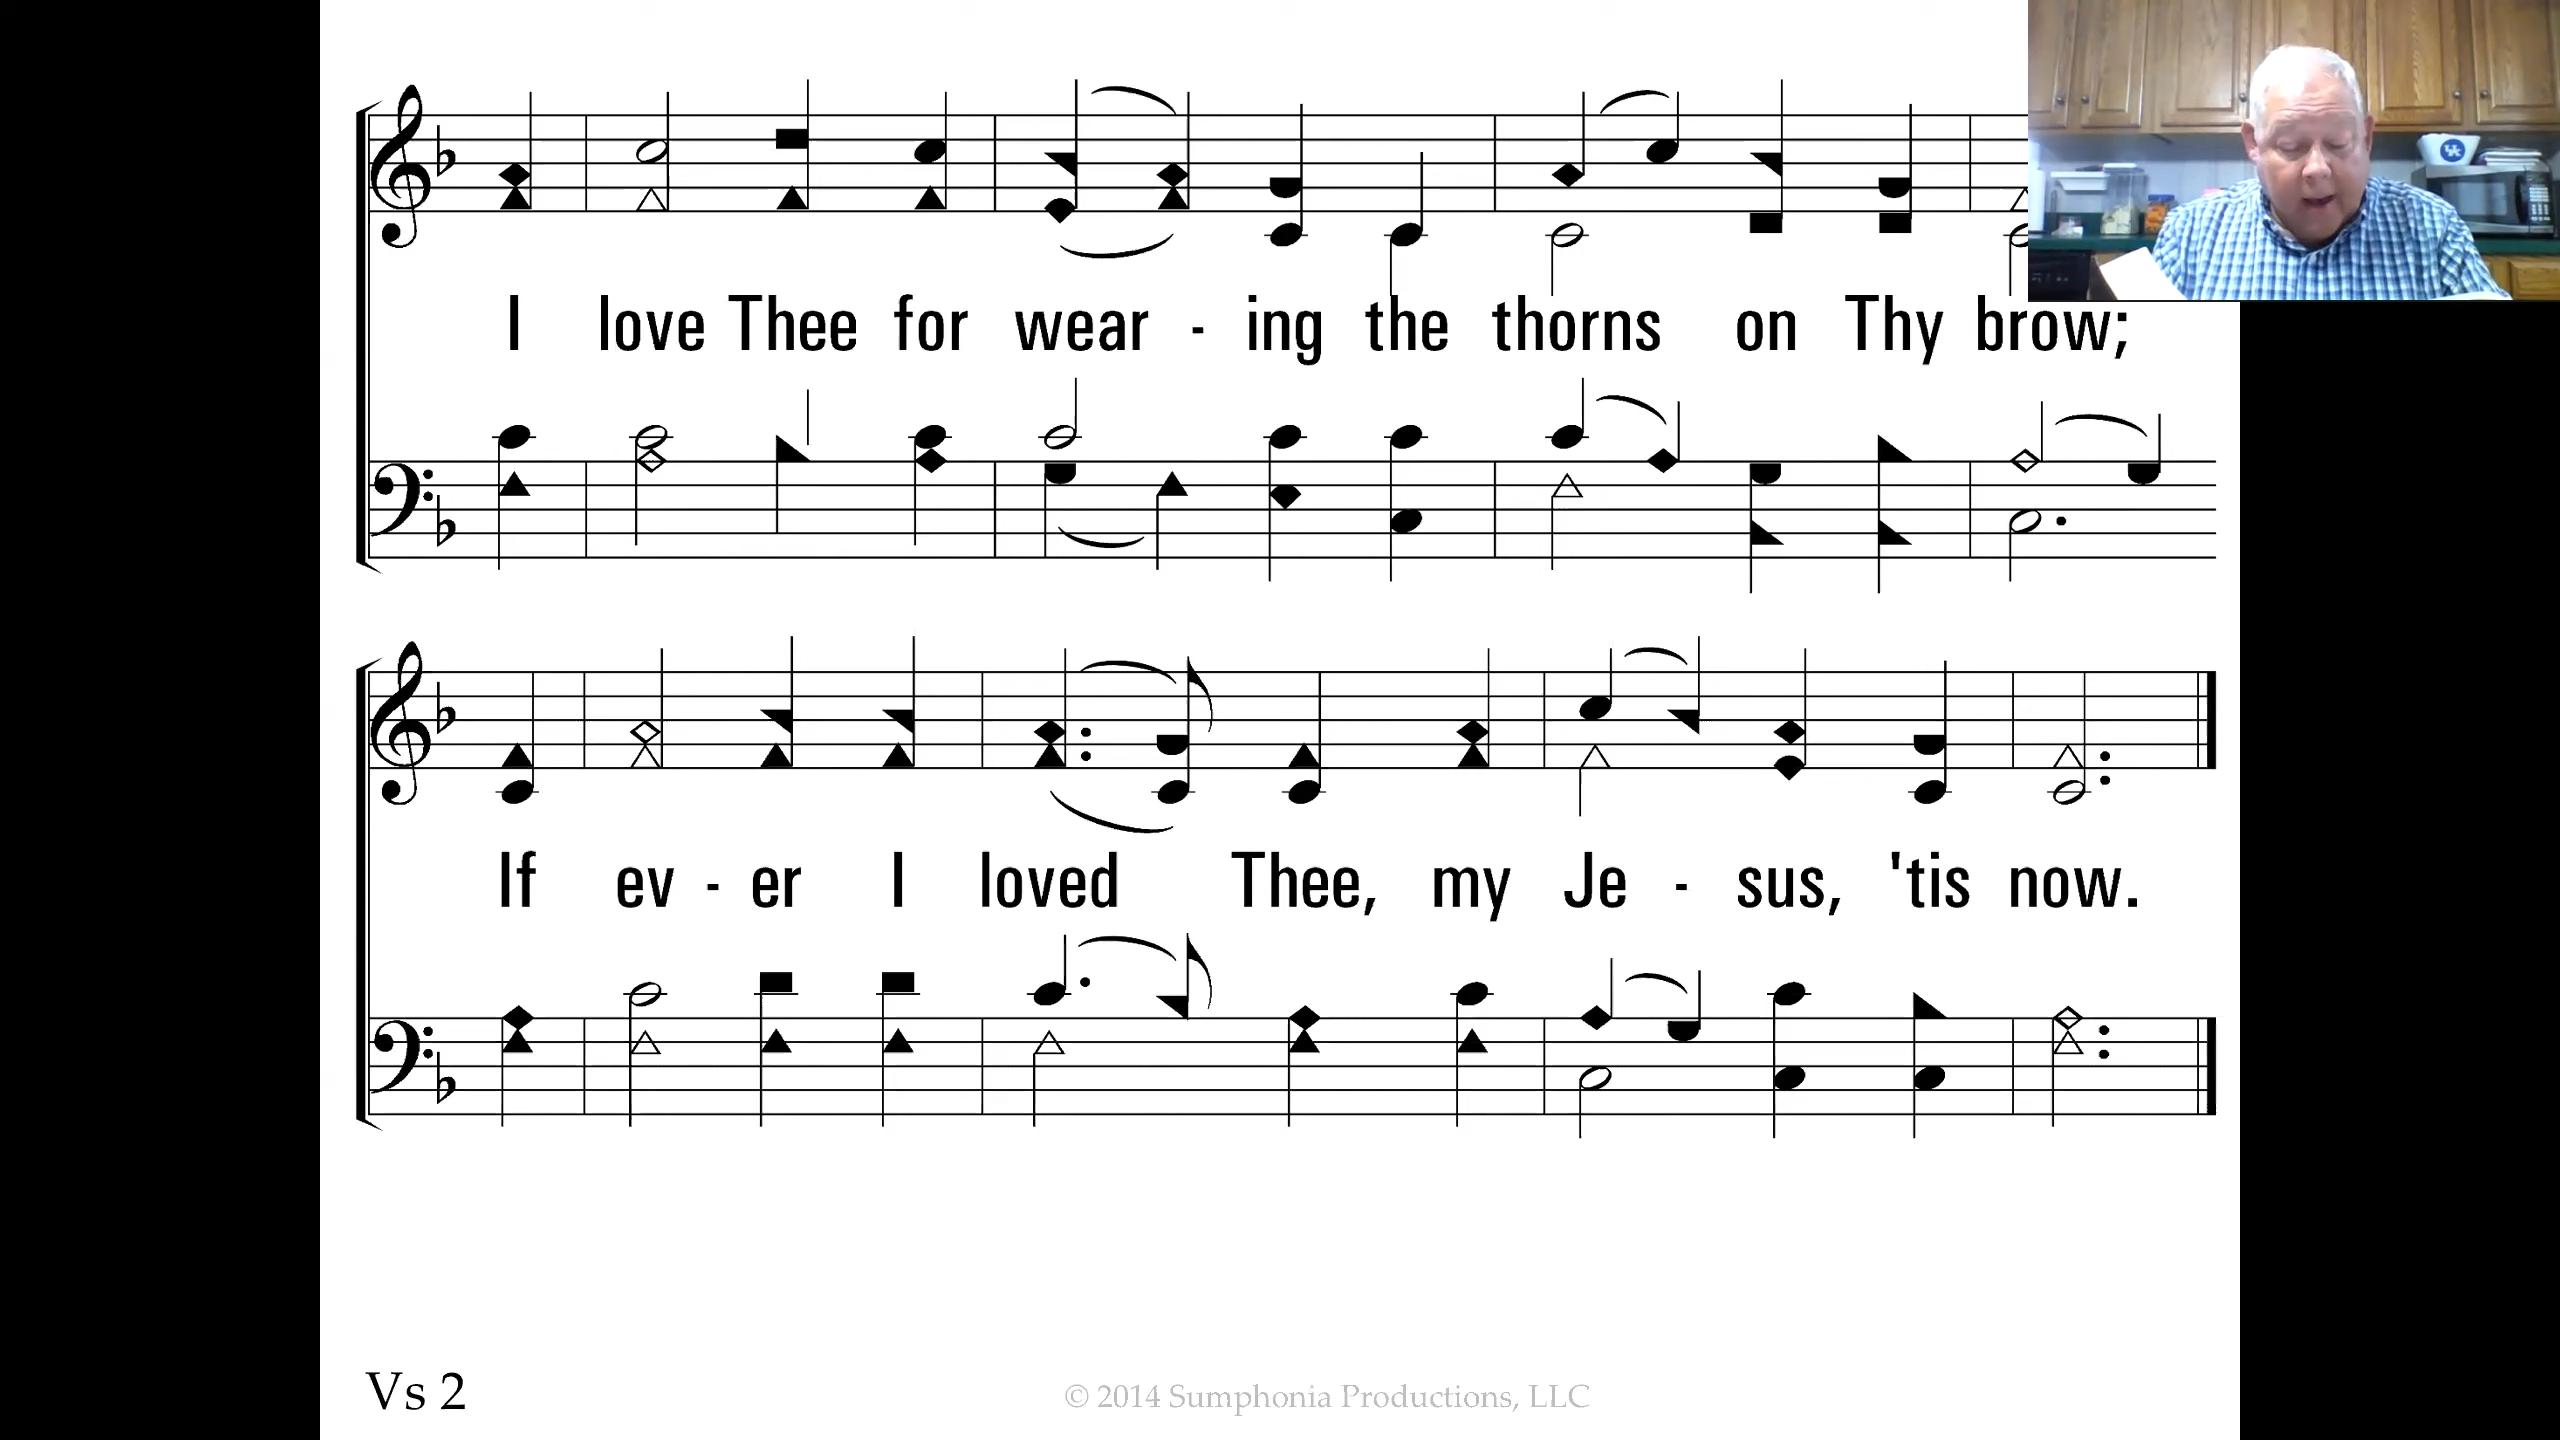 I love Thee for wear - ing the thorns on Thy brow;
If ev - er I loved Thee, my Je - sus, 'tis now.
Vs 2
© 2014 Sumphonia Productions, LLC
UK